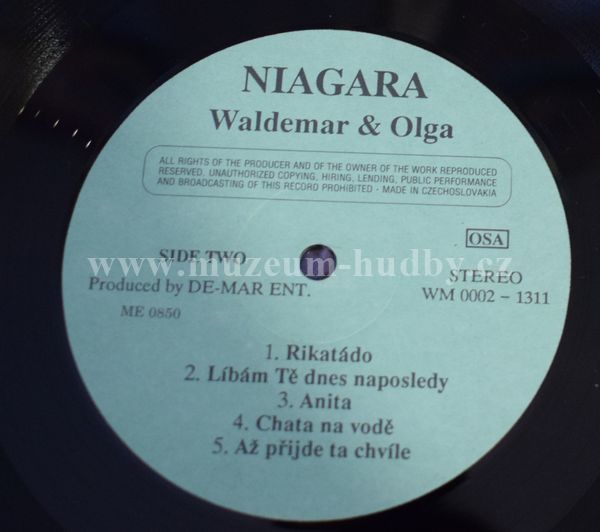 NIAGARA
Waldemar & Olga
ALL RIGHTS OF THE PRODUCER AND OF THE OWNER OF THE WORK REPRODUCED
RESERVED. UNAUTHORIZED COPYING, HIRING, LENDING, PUBLIC PERFORMANCE
AND BROADCASTING OF THIS RECORD PROHIBITED - MADE IN CZECHOSLOVAKIA
OSA
SIDE TWO
www.muzeum-hudby.cz
STEREO
Produced by DE-MAR ENT.
WM 0002 – 1311
ME 0850
1. Rikatádo
2. Líbám Tě dnes naposledy
3. Anita
4. Chata na vodě
5. Až přijde ta chvíle